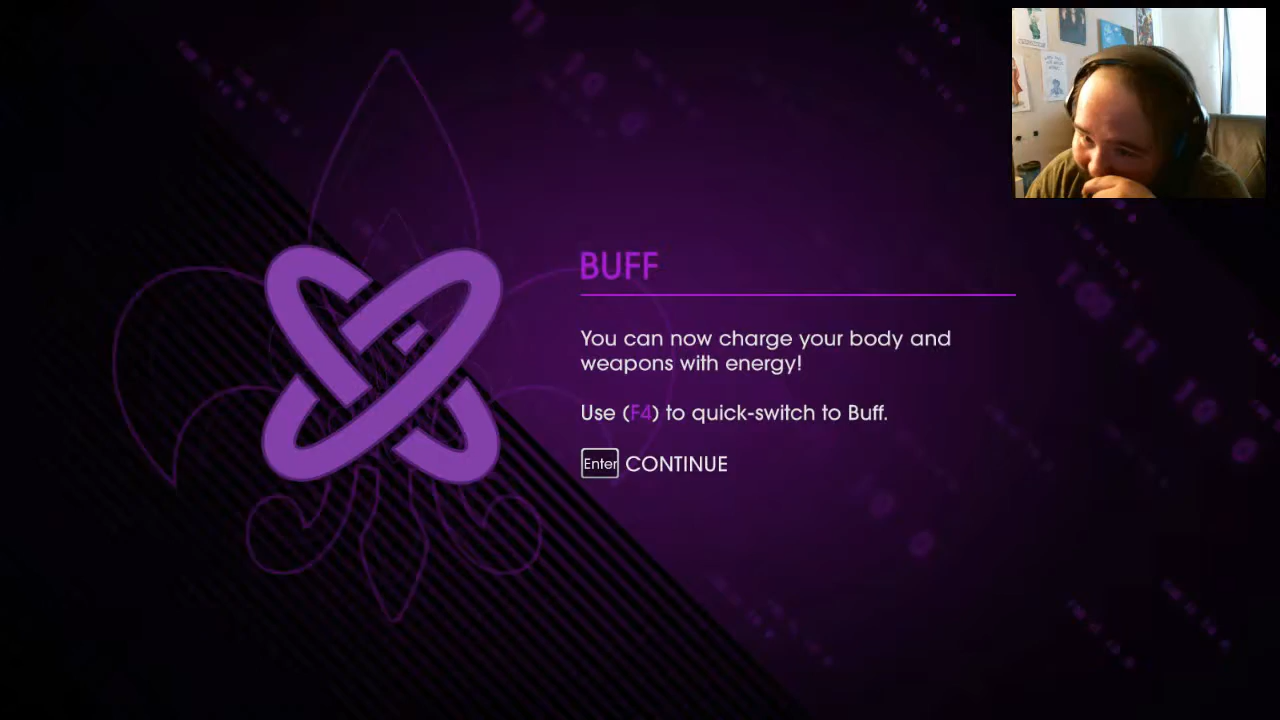 BUFF
You can now charge your body and
weapons with energy!
Use (F4) to quick-switch to Buff.
Enter CONTINUE